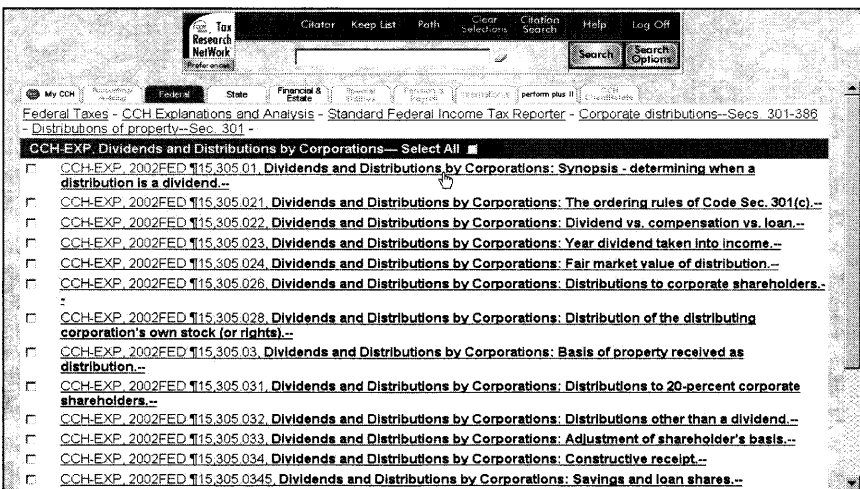 Tax
Research
NetWork
Preferences
Citator Keep List Path Clear Selections Citation Search Help Log Off
Search Search Options
My CCH Federal State Financial & Estate perform plus II
Federal Taxes - CCH Explanations and Analysis - Standard Federal Income Tax Reporter - Corporate distributions--Secs. 301-386
- Distributions of property--Sec. 301 -
CCH-EXP, Dividends and Distributions by Corporations— Select All
CCH-EXP, 2002FED ¶15,305.01, Dividends and Distributions by Corporations: Synopsis - determining when a
distribution is a dividend.--
CCH-EXP, 2002FED ¶15,305.021, Dividends and Distributions by Corporations: The ordering rules of Code Sec. 301(c).--
CCH-EXP, 2002FED ¶15,305.022, Dividends and Distributions by Corporations: Dividend vs. compensation vs. loan.--
CCH-EXP, 2002FED ¶15,305.023, Dividends and Distributions by Corporations: Year dividend taken into income.--
CCH-EXP, 2002FED ¶15,305.024, Dividends and Distributions by Corporations: Fair market value of distribution.--
CCH-EXP, 2002FED ¶15,305.026, Dividends and Distributions by Corporations: Distributions to corporate shareholders.-
-
CCH-EXP, 2002FED ¶15,305.028, Dividends and Distributions by Corporations: Distribution of the distributing
corporation's own stock (or rights).--
CCH-EXP, 2002FED ¶15,305.03, Dividends and Distributions by Corporations: Basis of property received as
distribution.--
CCH-EXP, 2002FED ¶15,305.031, Dividends and Distributions by Corporations: Distributions to 20-percent corporate
shareholders.--
CCH-EXP, 2002FED ¶15,305.032, Dividends and Distributions by Corporations: Distributions other than a dividend.--
CCH-EXP, 2002FED ¶15,305.033, Dividends and Distributions by Corporations: Adjustment of shareholder's basis.--
CCH-EXP, 2002FED ¶15,305.034, Dividends and Distributions by Corporations: Constructive receipt.--
CCH-EXP, 2002FED ¶15,305.0345, Dividends and Distributions by Corporations: Savings and loan shares.--